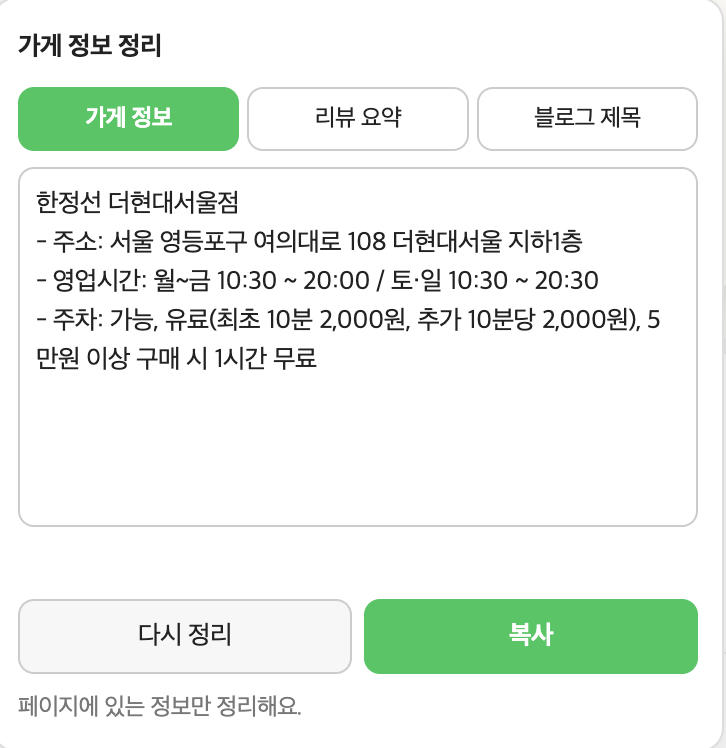 가게 정보 정리
가게 정보
리뷰 요약
블로그 제목
한정선 더현대서울점
- 주소: 서울 영등포구 여의대로 108 더현대서울 지하1층
- 영업시간: 월~금 10:30 ~ 20:00 / 토·일 10:30 ~ 20:30
- 주차: 가능, 유료(최초 10분 2,000원, 추가 10분당 2,000원), 5
만원 이상 구매 시 1시간 무료
다시 정리
복사
페이지에 있는 정보만 정리해요.